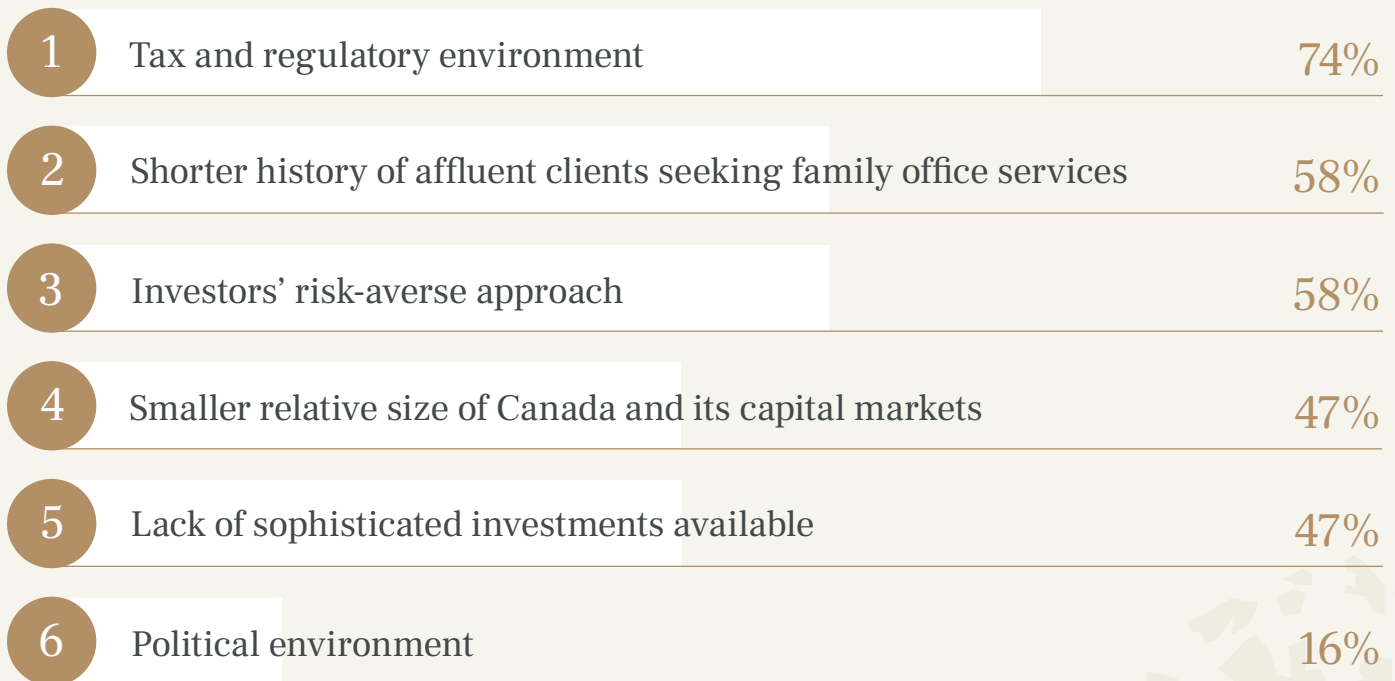 1 Tax and regulatory environment 74%
2 Shorter history of affluent clients seeking family office services 58%
3 Investors’ risk-averse approach 58%
4 Smaller relative size of Canada and its capital markets 47%
5 Lack of sophisticated investments available 47%
6 Political environment 16%